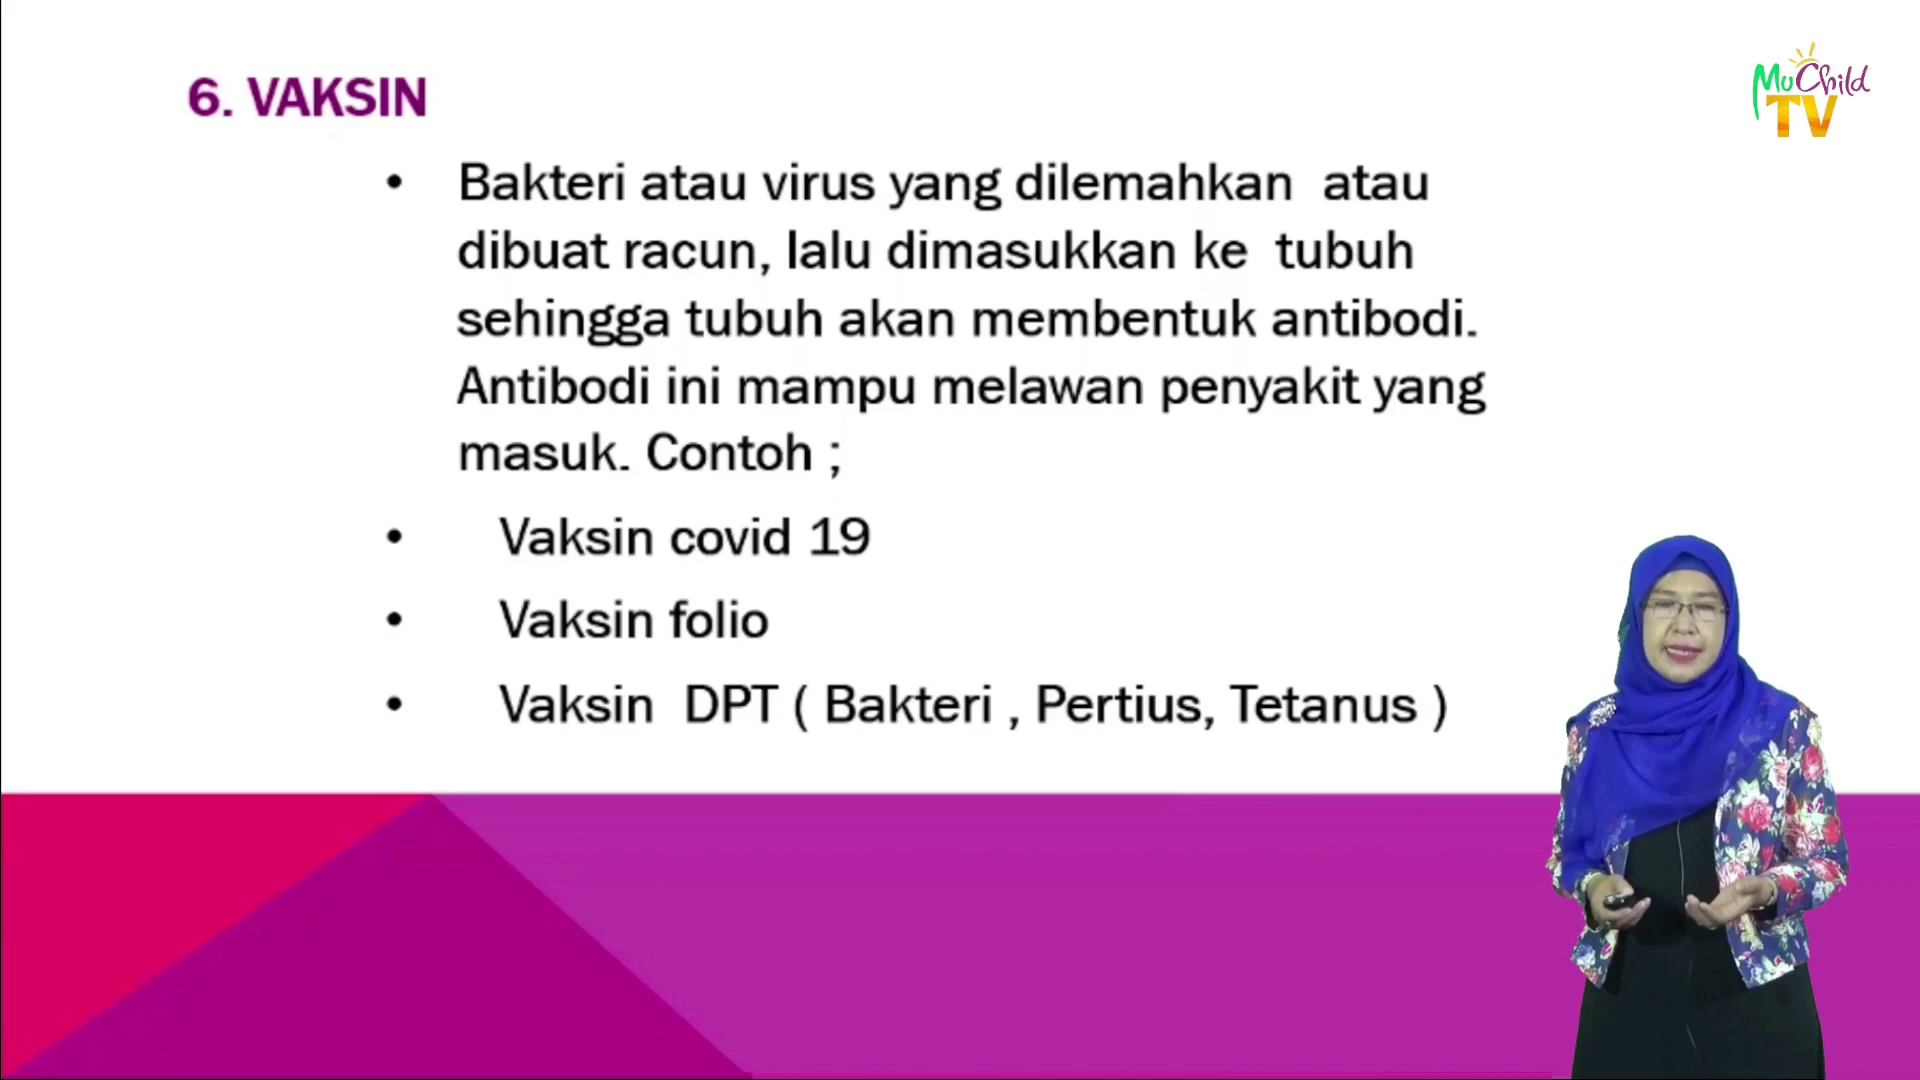 6. VAKSIN
MuChild
TV
• Bakteri atau virus yang dilemahkan atau
dibuat racun, lalu dimasukkan ke tubuh
sehingga tubuh akan membentuk antibodi.
Antibodi ini mampu melawan penyakit yang
masuk. Contoh ;
• Vaksin covid 19
• Vaksin folio
• Vaksin DPT ( Bakteri , Pertius, Tetanus )